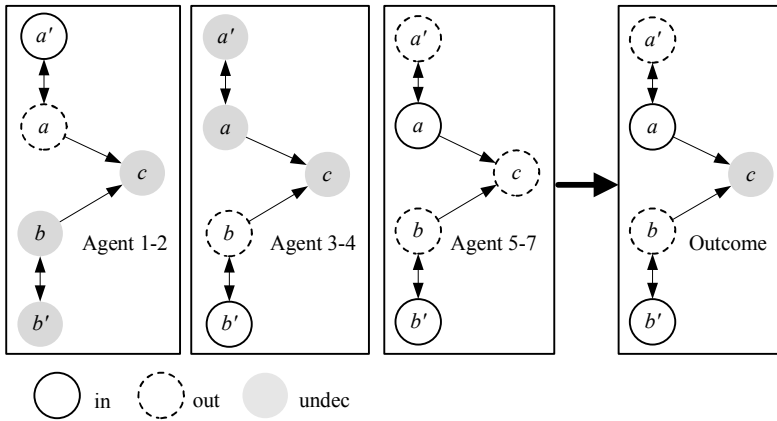 a′
a
c
b
Agent 1-2
b′
a′
a
c
b
Agent 3-4
b′
a′
a
c
b
Agent 5-7
b′
a′
a
c
b
Outcome
b′
in
out
undec